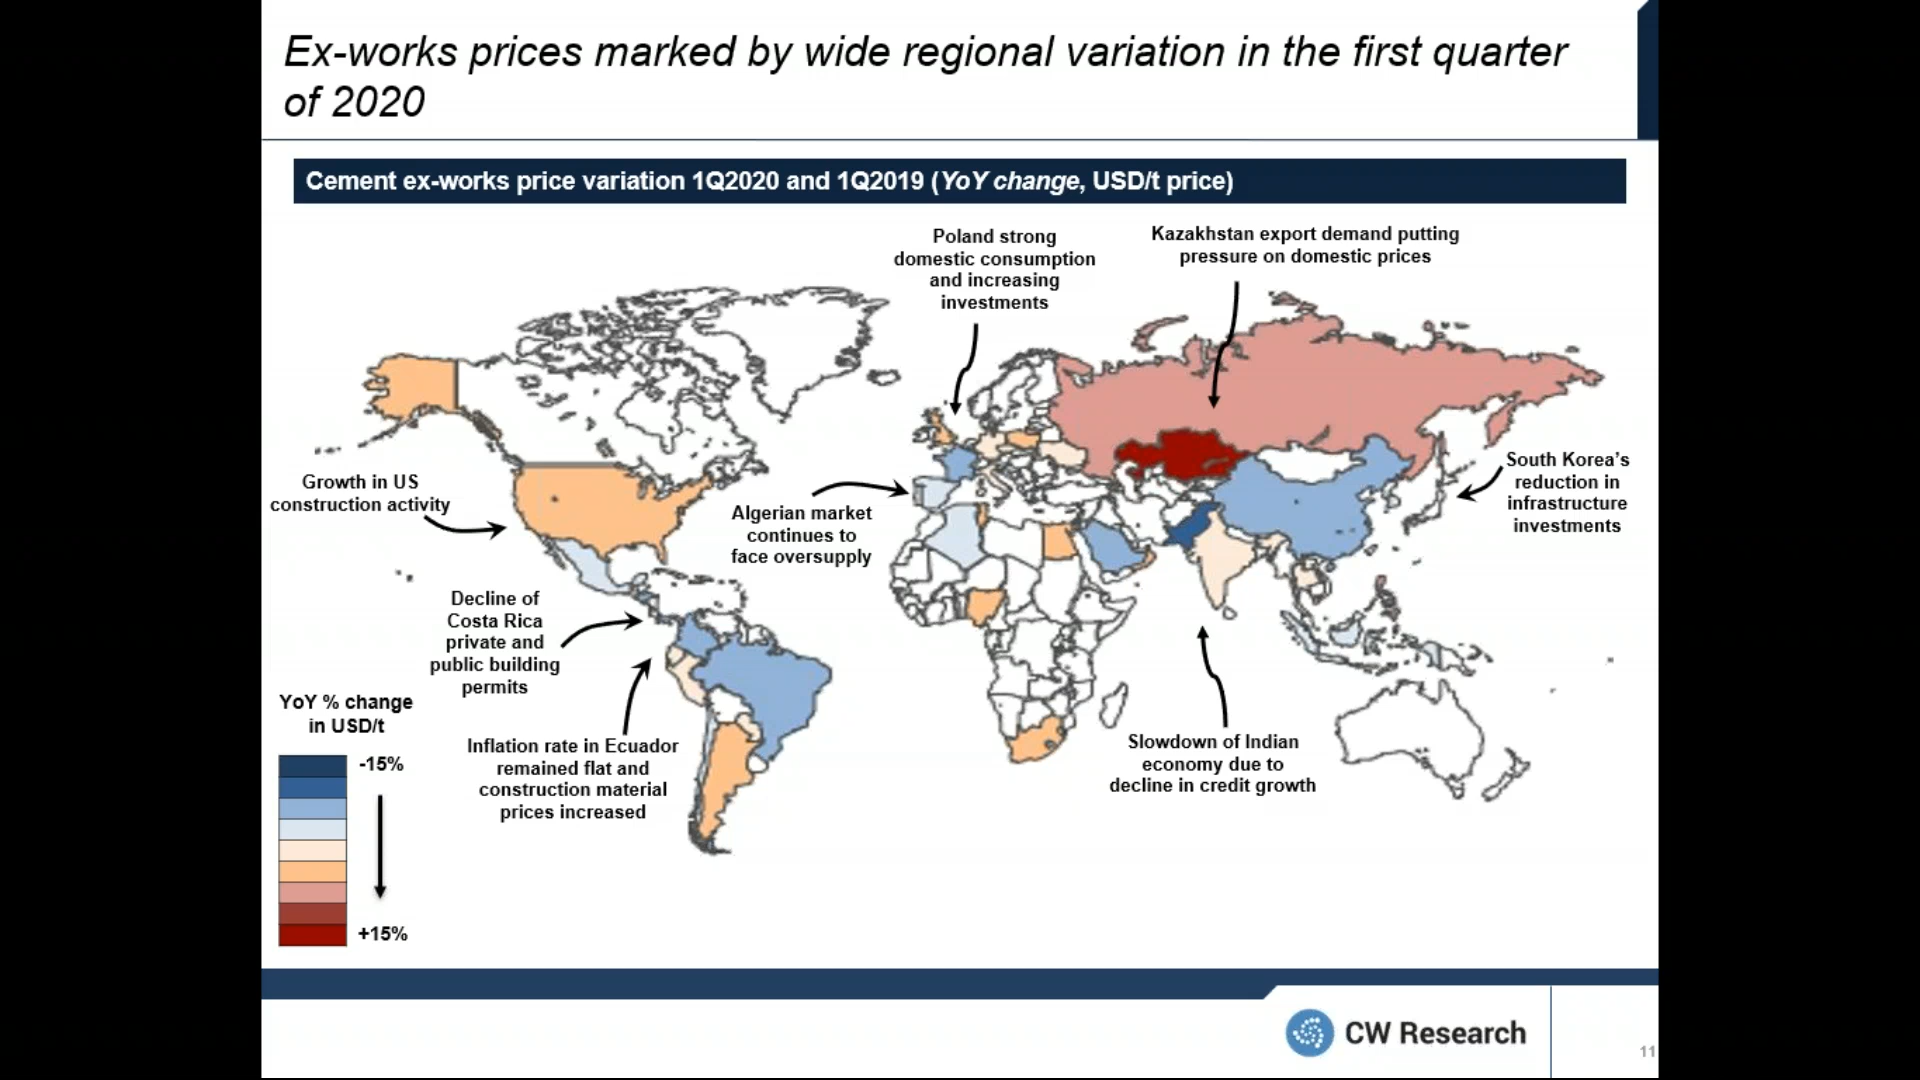 Ex-works prices marked by wide regional variation in the first quarter
of 2020
Cement ex-works price variation 1Q2020 and 1Q2019 (YoY change, USD/t price)
Poland strong
domestic consumption
and increasing
investments
Kazakhstan export demand putting
pressure on domestic prices
Growth in US
construction activity
Algerian market
continues to
face oversupply
South Korea’s
reduction in
infrastructure
investments
Decline of
Costa Rica
private and
public building
permits
Inflation rate in Ecuador
remained flat and
construction material
prices increased
Slowdown of Indian
economy due to
decline in credit growth
YoY % change
in USD/t
-15%
+15%
CW Research
11